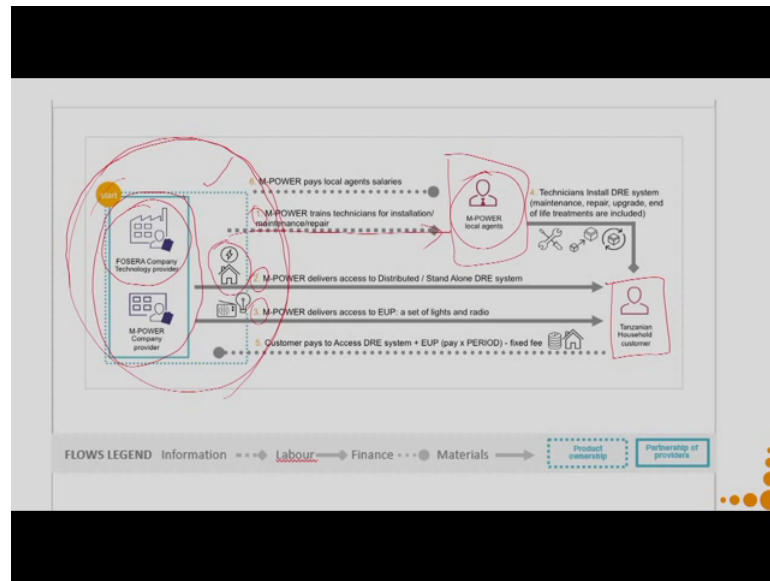 start
FOSERA Company
Technology provider
M-POWER
Company
provider
6. M-POWER pays local agents salaries
1. M-POWER trains technicians for installation/
maintenance/repair
2. M-POWER delivers access to Distributed / Stand Alone DRE system
3. M-POWER delivers access to EUP: a set of lights and radio
5. Customer pays to Access DRE system + EUP (pay x PERIOD) - fixed fee
M-POWER
local agents
4. Technicians Install DRE system
(maintenance, repair, upgrade, end
of life treatments are included)
Tanzanian
Household
customer
FLOWS LEGEND Information Labour Finance Materials
Product
ownership
Partnership of
providers